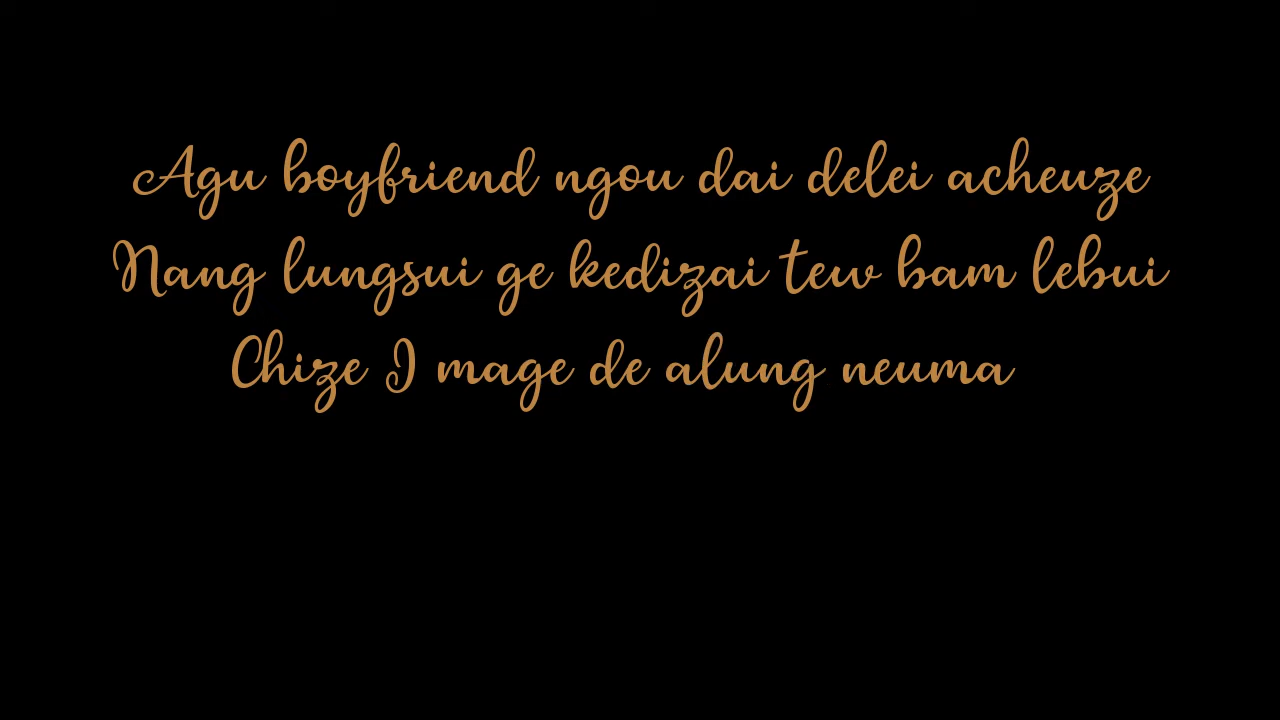 Agu boyfriend ngou dai delei acheuze
Nang lungsui ge kedizai tew bam lebui
Chize I mage de alung neuma